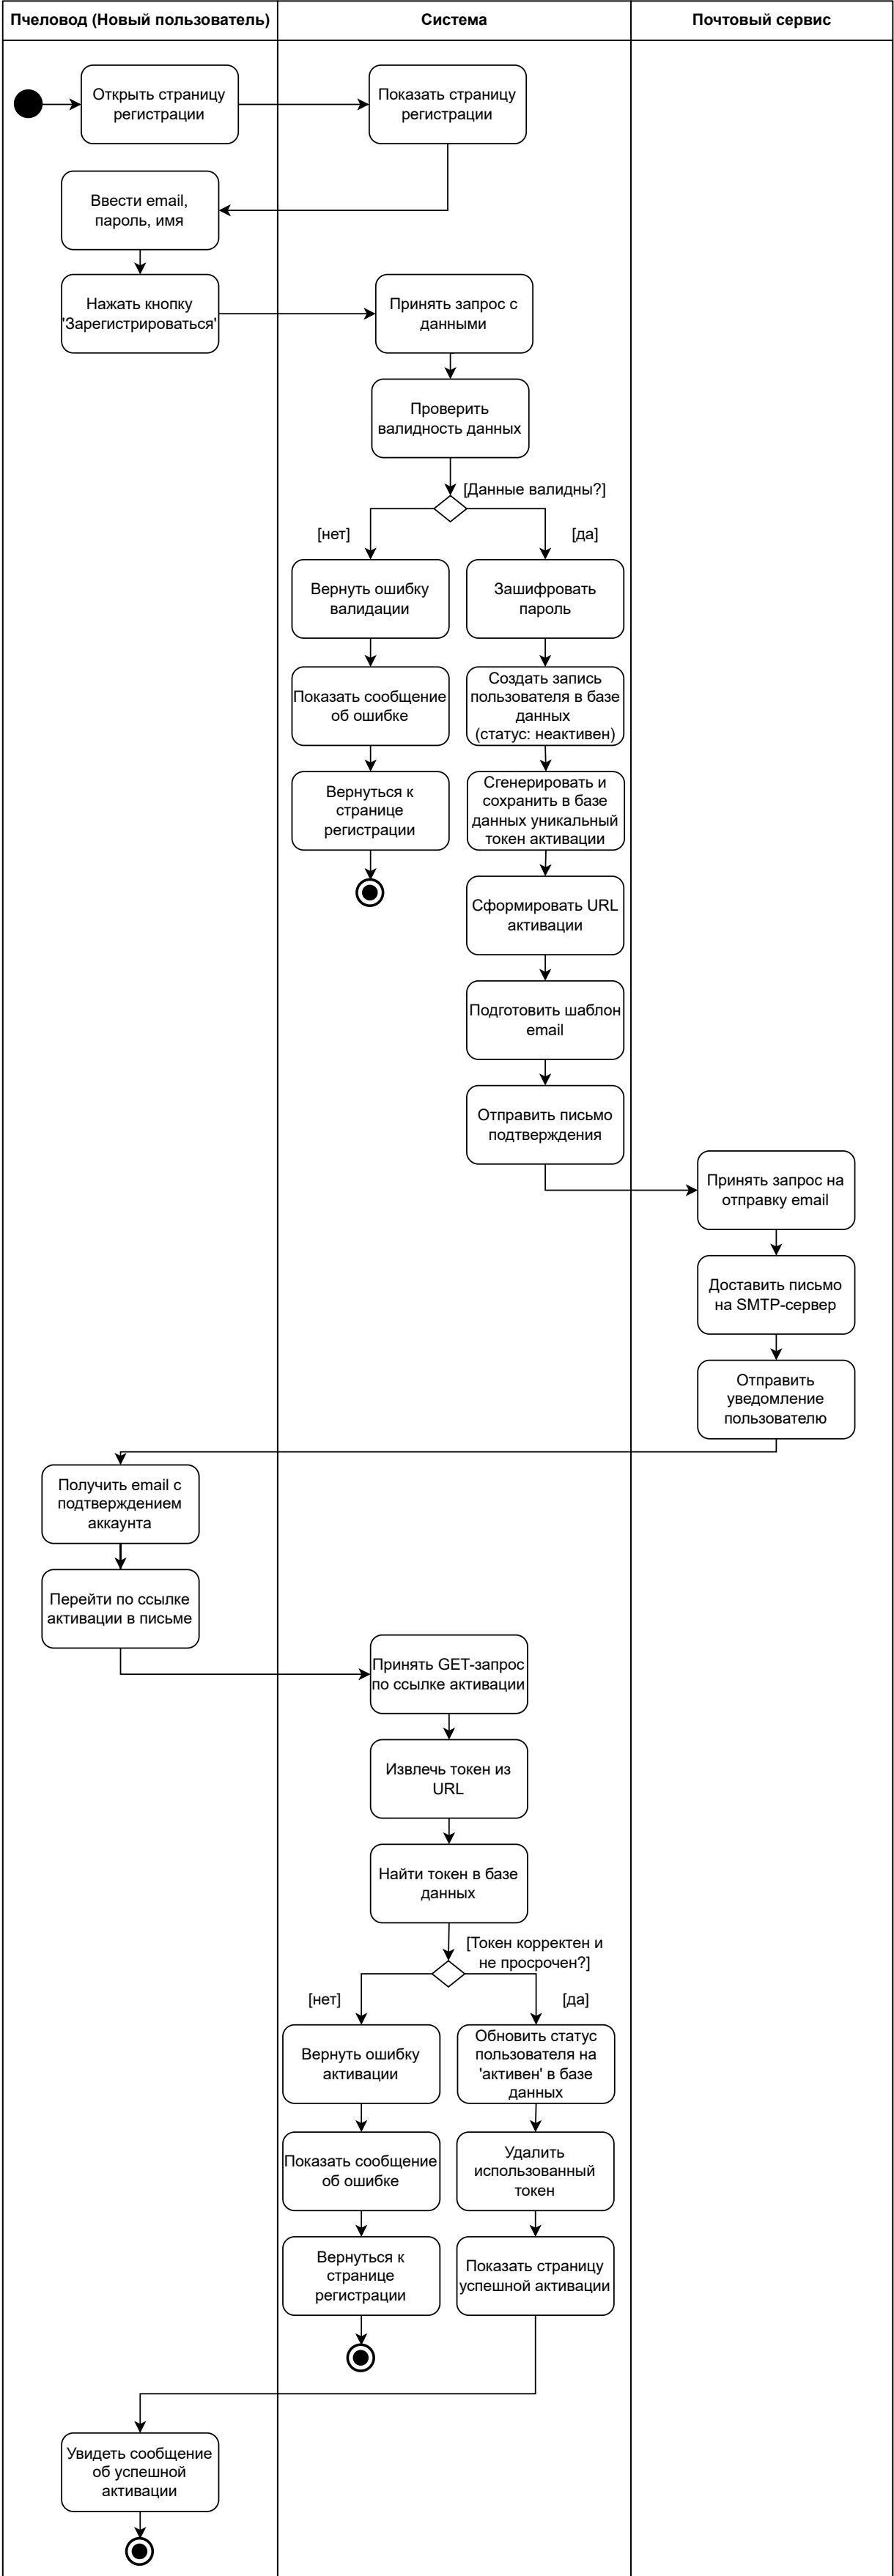 Пчеловод (Новый пользователь)
Система
Почтовый сервис
Открыть страницу
регистрации
Показать страницу
регистрации
Ввести email,
пароль, имя
Нажать кнопку
'Зарегистрироваться'
Принять запрос с
данными
Проверить
валидность данных
[Данные валидны?]
[нет]
[да]
Вернуть ошибку
валидации
Зашифровать
пароль
Показать сообщение
об ошибке
Создать запись
пользователя в базе
данных
(статус: неактивен)
Вернуться к
странице
регистрации
Сгенерировать и
сохранить в базе
данных уникальный
токен активации
Сформировать URL
активации
Подготовить шаблон
email
Отправить письмо
подтверждения
Принять запрос на
отправку email
Доставить письмо
на SMTP-сервер
Отправить
уведомление
пользователю
Получить email с
подтверждением
аккаунта
Перейти по ссылке
активации в письме
Принять GET-запрос
по ссылке активации
Извлечь токен из
URL
Найти токен в базе
данных
[Токен корректен и
не просрочен?]
[нет]
[да]
Вернуть ошибку
активации
Обновить статус
пользователя на
'активен' в базе
данных
Показать сообщение
об ошибке
Удалить
использованный
токен
Вернуться к
странице
регистрации
Показать страницу
успешной активации
Увидеть сообщение
об успешной
активации